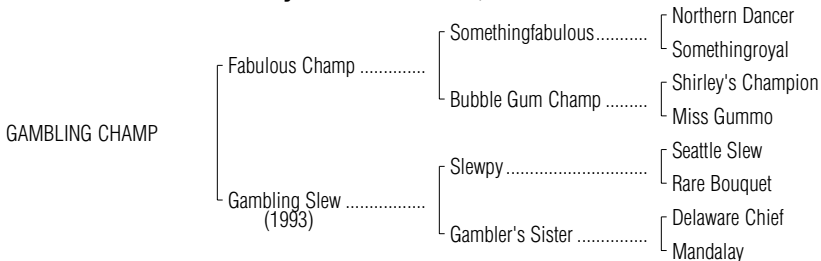 Northern Dancer
Somethingfabulous...........
Somethingroyal
Fabulous Champ ..............
Shirley's Champion
Bubble Gum Champ .........
Miss Gummo
GAMBLING CHAMP
Seattle Slew
Slewpy ..............................
Rare Bouquet
Gambling Slew .................
(1993)
Delaware Chief
Gambler's Sister ...............
Mandalay